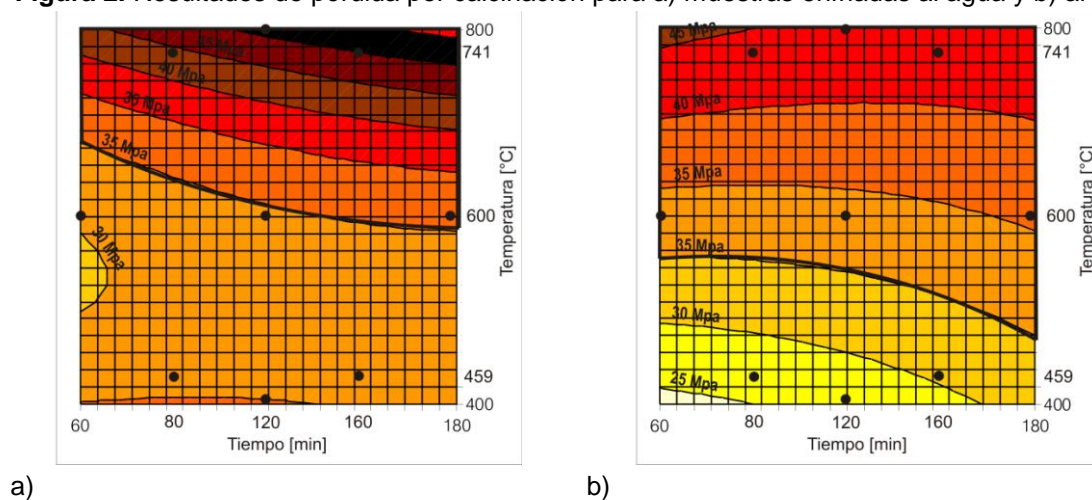 Figura 2. Resultados de pérdida por calcinación para a) Muestras enfriadas al agua y b) al
40 Mpa
35 Mpa
35 Mpa
30 Mpa
800
741
600
459
400
Temperatura [°C]
60 80 120 160 180
Tiempo [min]
45 Mpa
40 Mpa
35 Mpa
35 Mpa
30 Mpa
25 Mpa
800
741
600
459
400
Temperatura [°C]
60 80 120 160 180
Tiempo [min]
a) b)